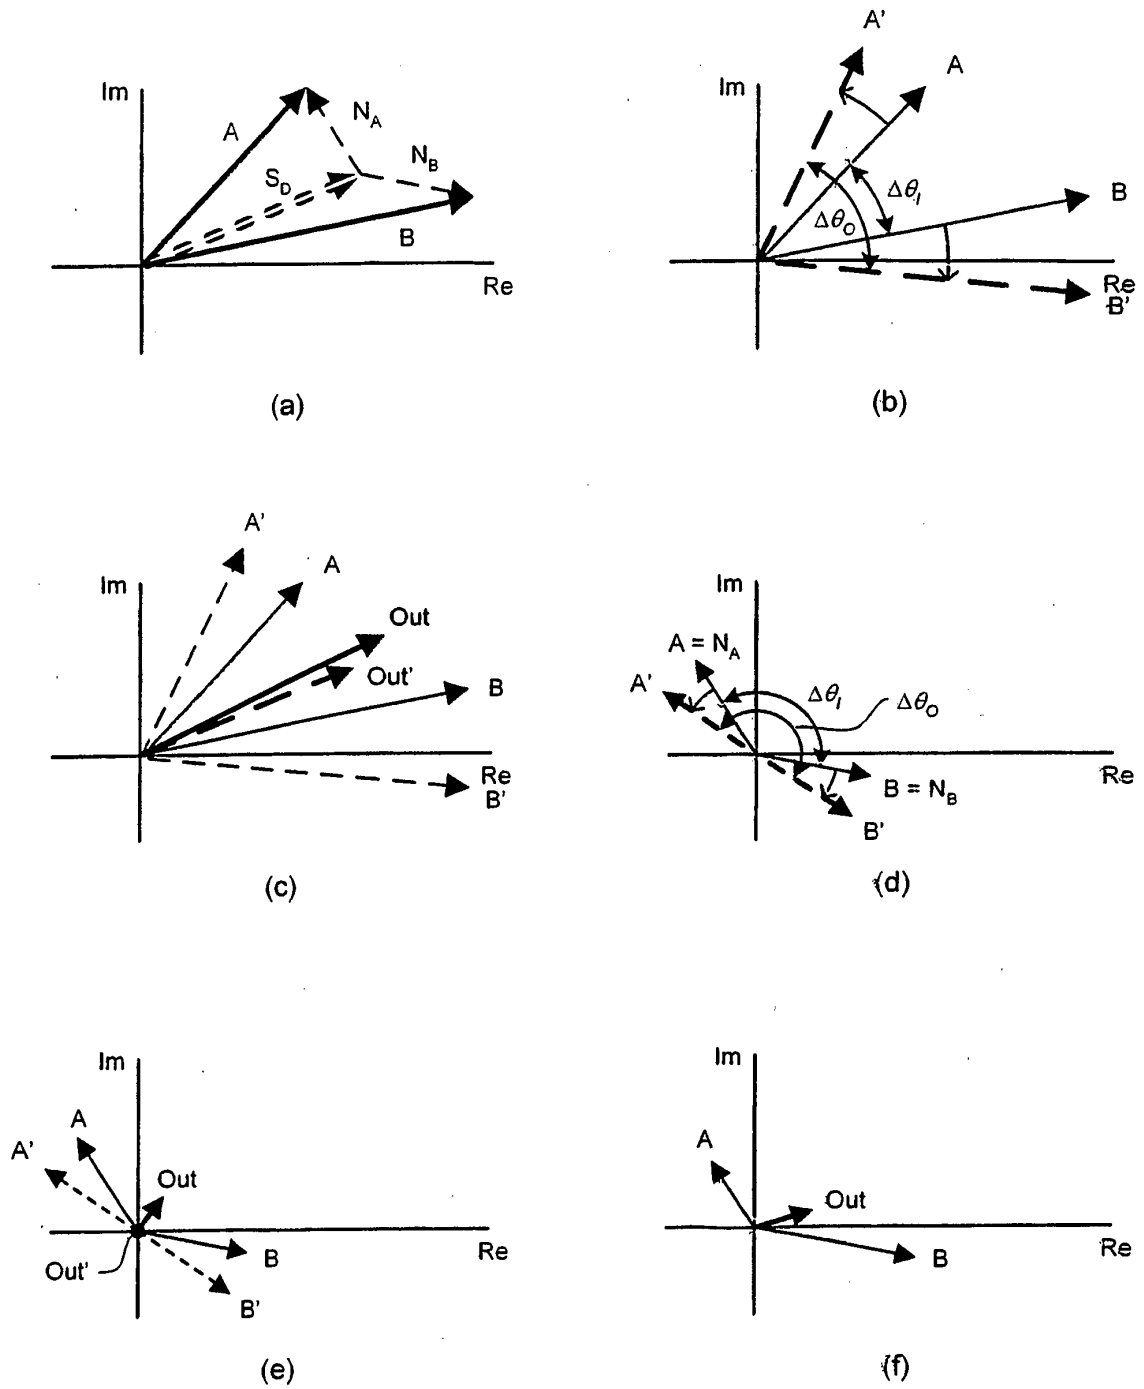 Im
A
N_A
N_B
S_D
B
Re
(a)
A'
A
Im
Δθ_I
B
Δθ_O
Re
B'
(b)
A'
A
Im
Out
Out'
B
Re
B'
(c)
Im
A = N_A
A'
Δθ_I
Δθ_O
Re
B = N_B
B'
(d)
Im
A
A'
Out
Re
B
Out'
B'
(e)
Im
A
Out
Re
B
(f)